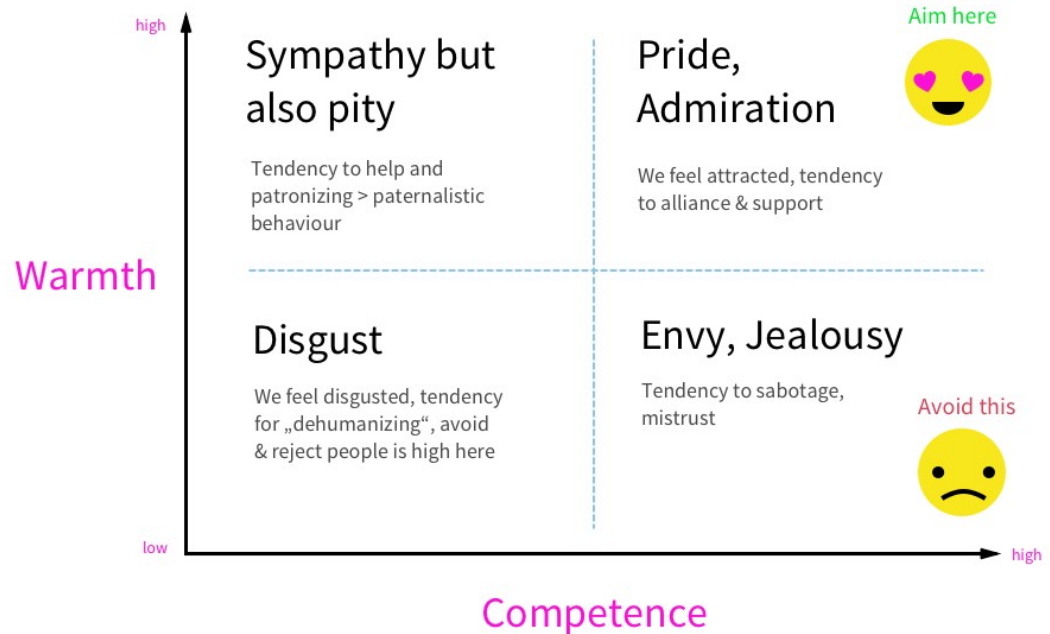 high
Aim here
Sympathy but
also pity
Pride,
Admiration
Tendency to help and
patronizing > paternalistic
behaviour
We feel attracted, tendency
to alliance & support
Warmth
Disgust
Envy, Jealousy
We feel disgusted, tendency
for „dehumanizing“, avoid
& reject people is high here
Tendency to sabotage,
mistrust
Avoid this
low
high
Competence